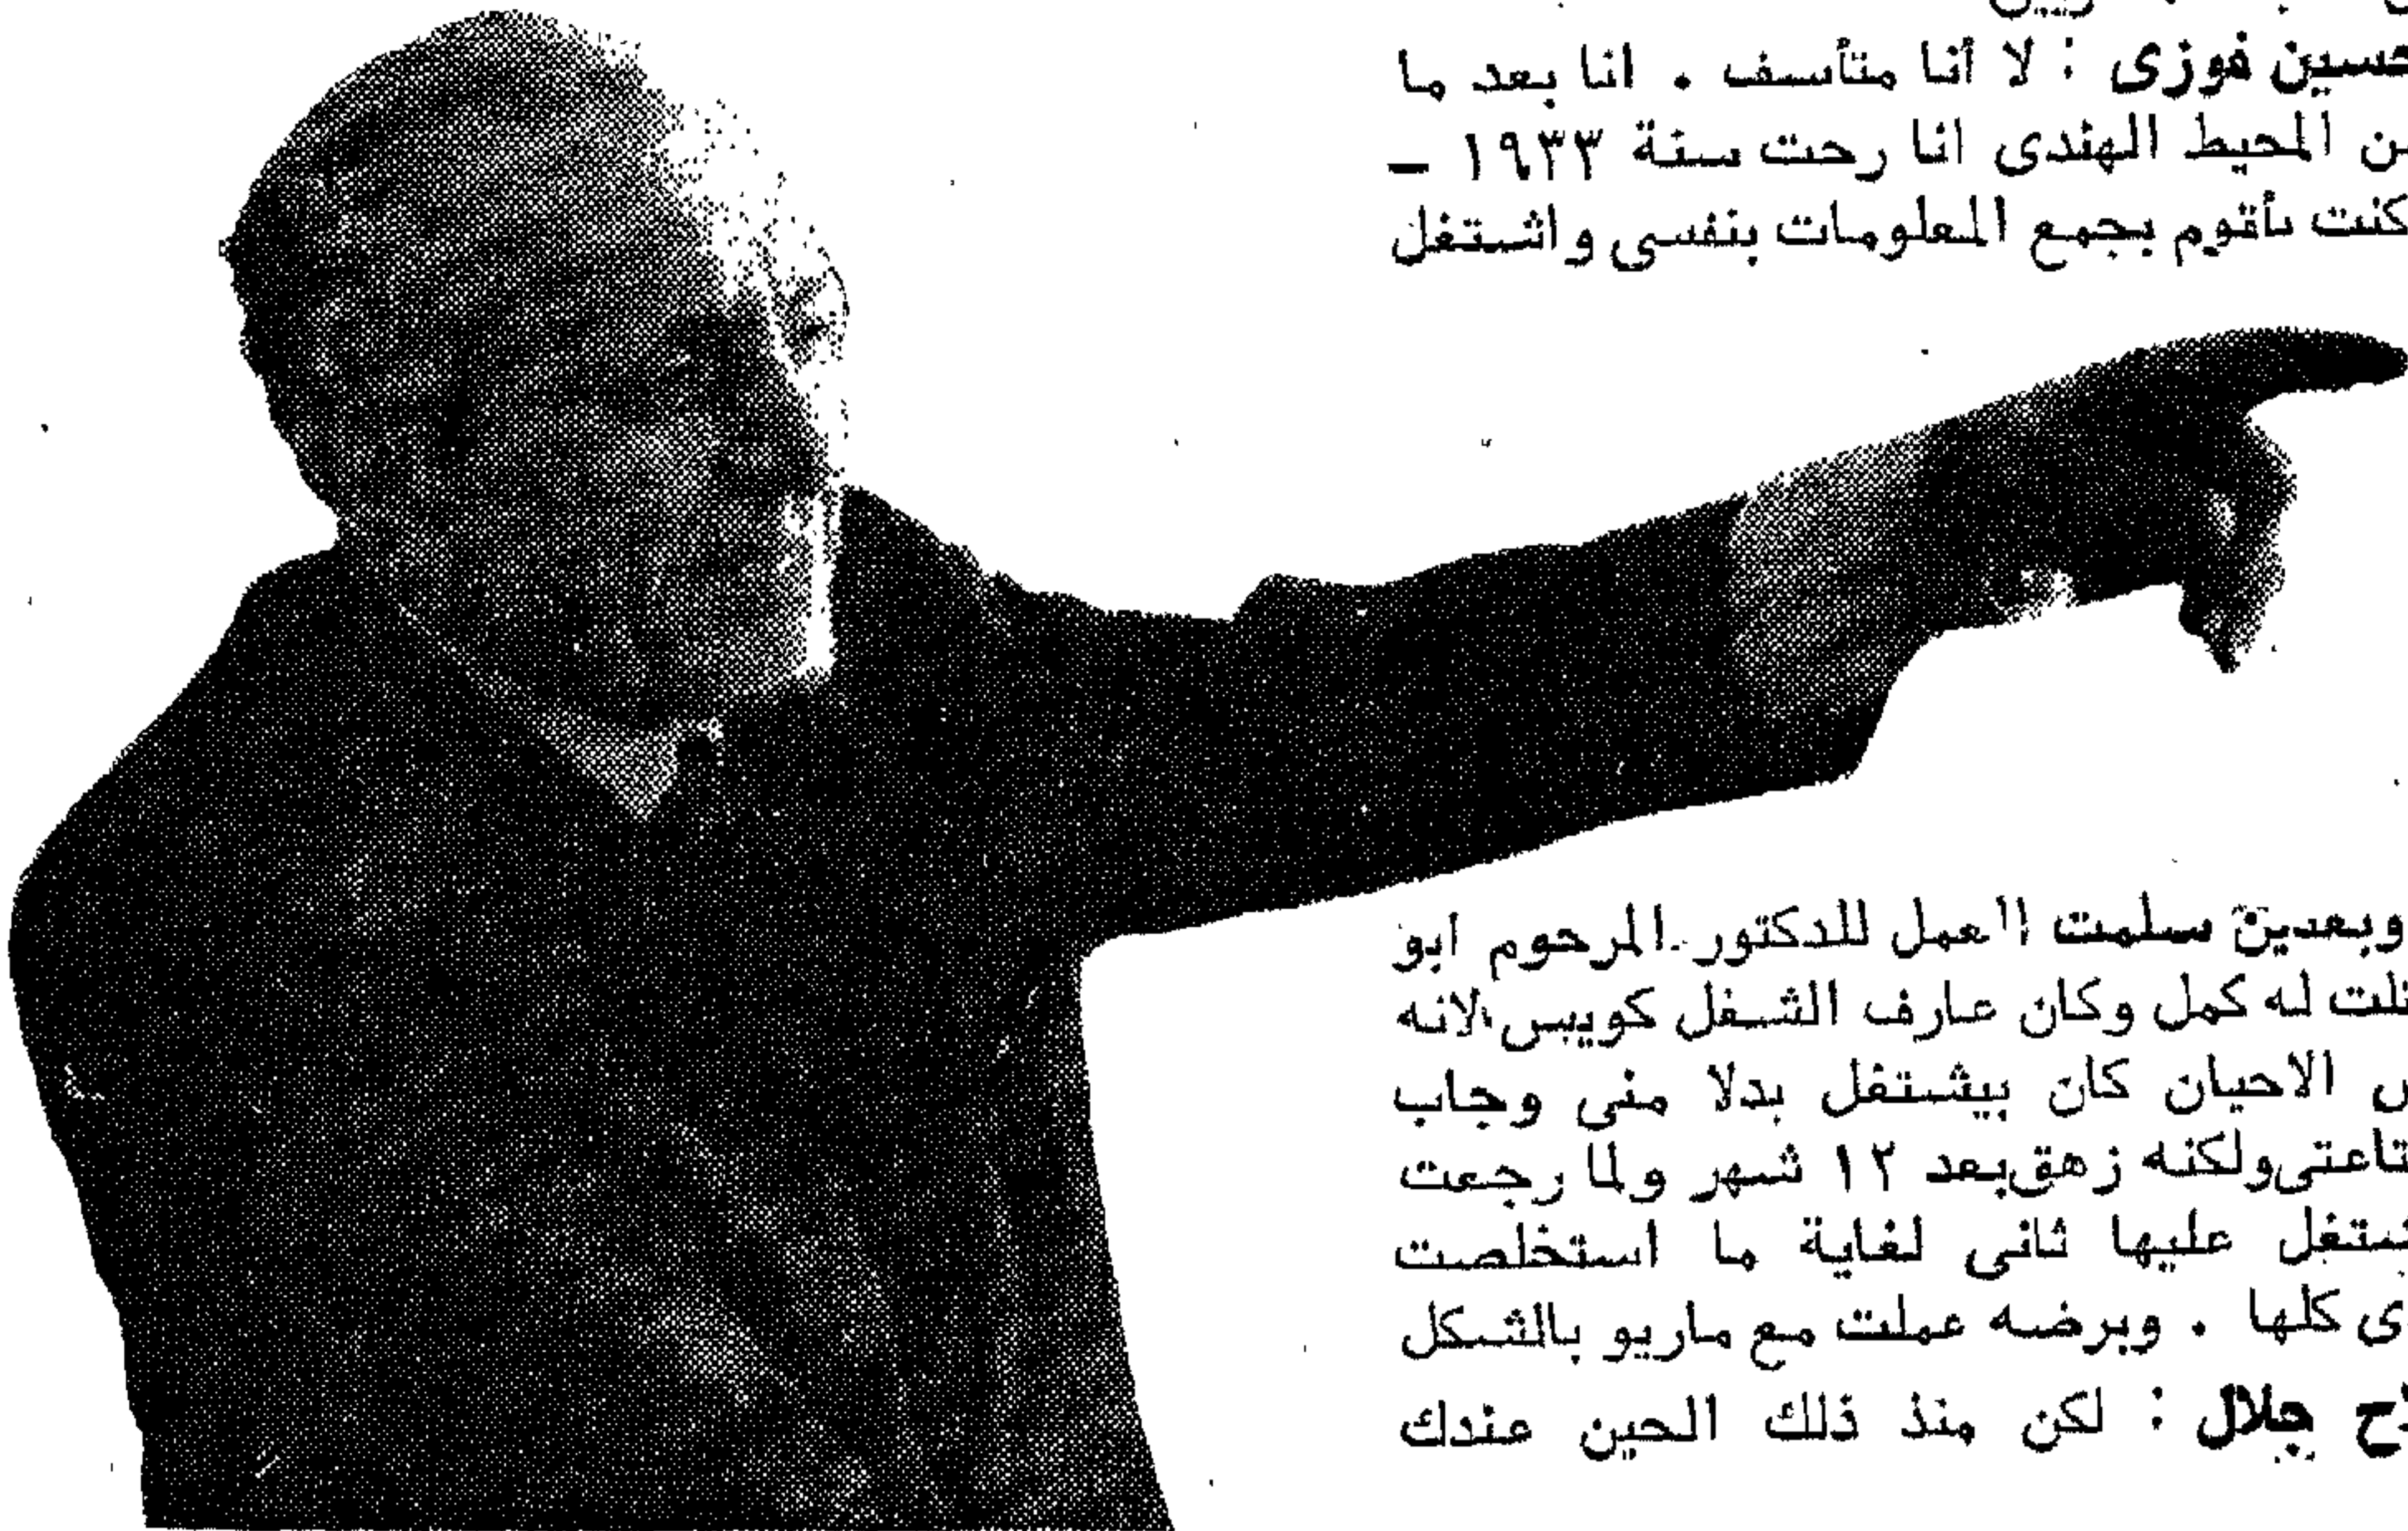 حسين فوزى : لا أنا متأسف . انا بعد ما
المحيط الهندى انا رحت سنة ١٩٣٣ –
كنت بأقوم بجمع المعلومات بنفسى واشتغل
وبعدين سلمت العمل للدكتور المرحوم ابو
له كمل وكان عارف الشغل كويس لانه
الاحيان كان بيشتغل بدلا منى وجاب
ولكنه زهق بعد ١٢ شهر ولما رجعت
عليها ثانى لغاية ما استخلصت
كلها . وبرضه عملت مع ماريو بالشكل
جلال : لكن منذ ذلك الحين عندك